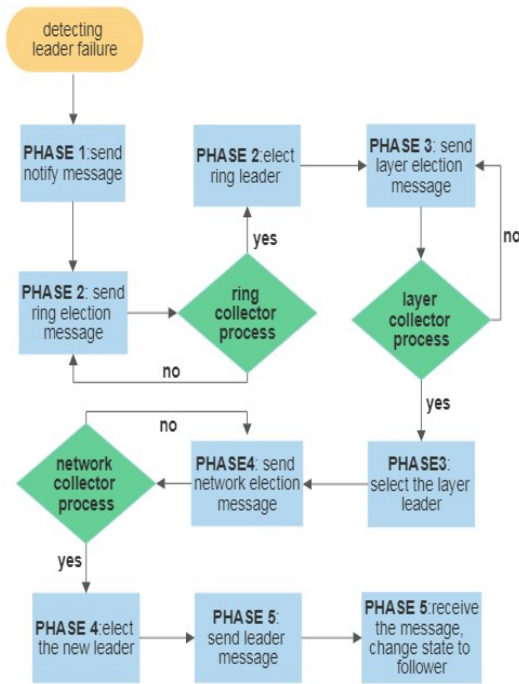 detecting
leader failure
PHASE 1:send
notify message
PHASE 2: send
ring election
message
ring
collector
process
no
yes
PHASE 2:elect
ring leader
PHASE 3: send
layer election
message
no
layer
collector
process
yes
PHASE3:
select the layer
leader
PHASE4: send
network election
message
no
network
collector
process
yes
PHASE 4:elect
the new leader
PHASE 5:
send leader
message
PHASE 5:receive
the message,
change state to
follower